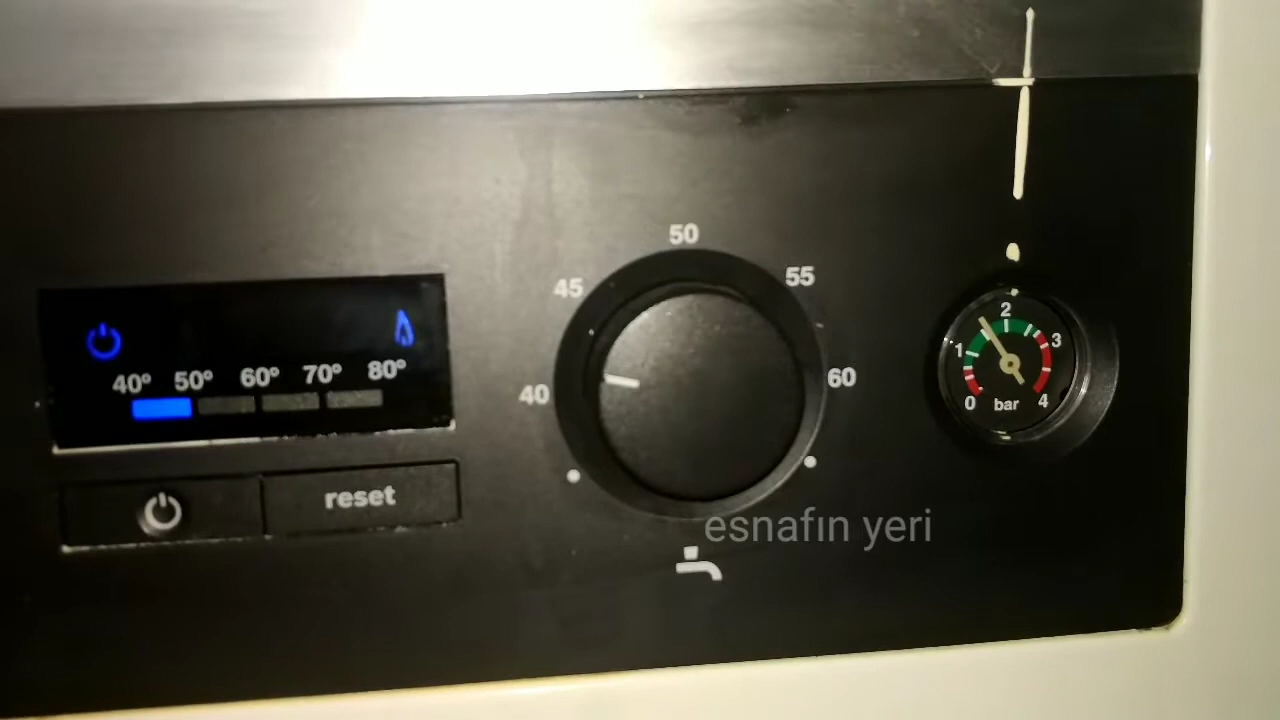 40° 50° 60° 70° 80°
reset
40 45 50 55 60
0 1 2 3 4
bar
esnafın yeri